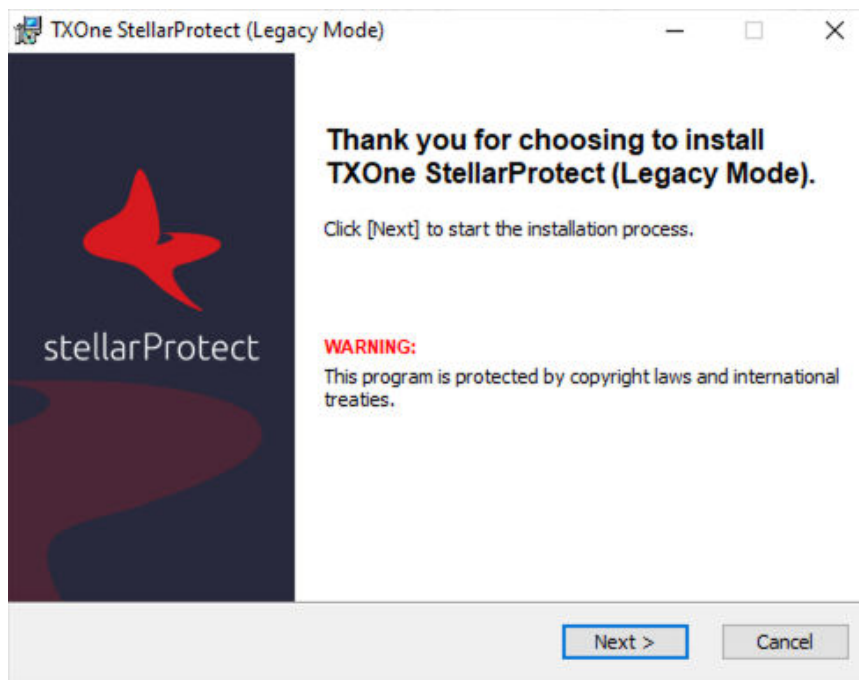 TXOne StellarProtect (Legacy Mode)
Thank you for choosing to install
TXOne StellarProtect (Legacy Mode).
Click [Next] to start the installation process.
stellarProtect
WARNING:
This program is protected by copyright laws and international
treaties.
Next >
Cancel